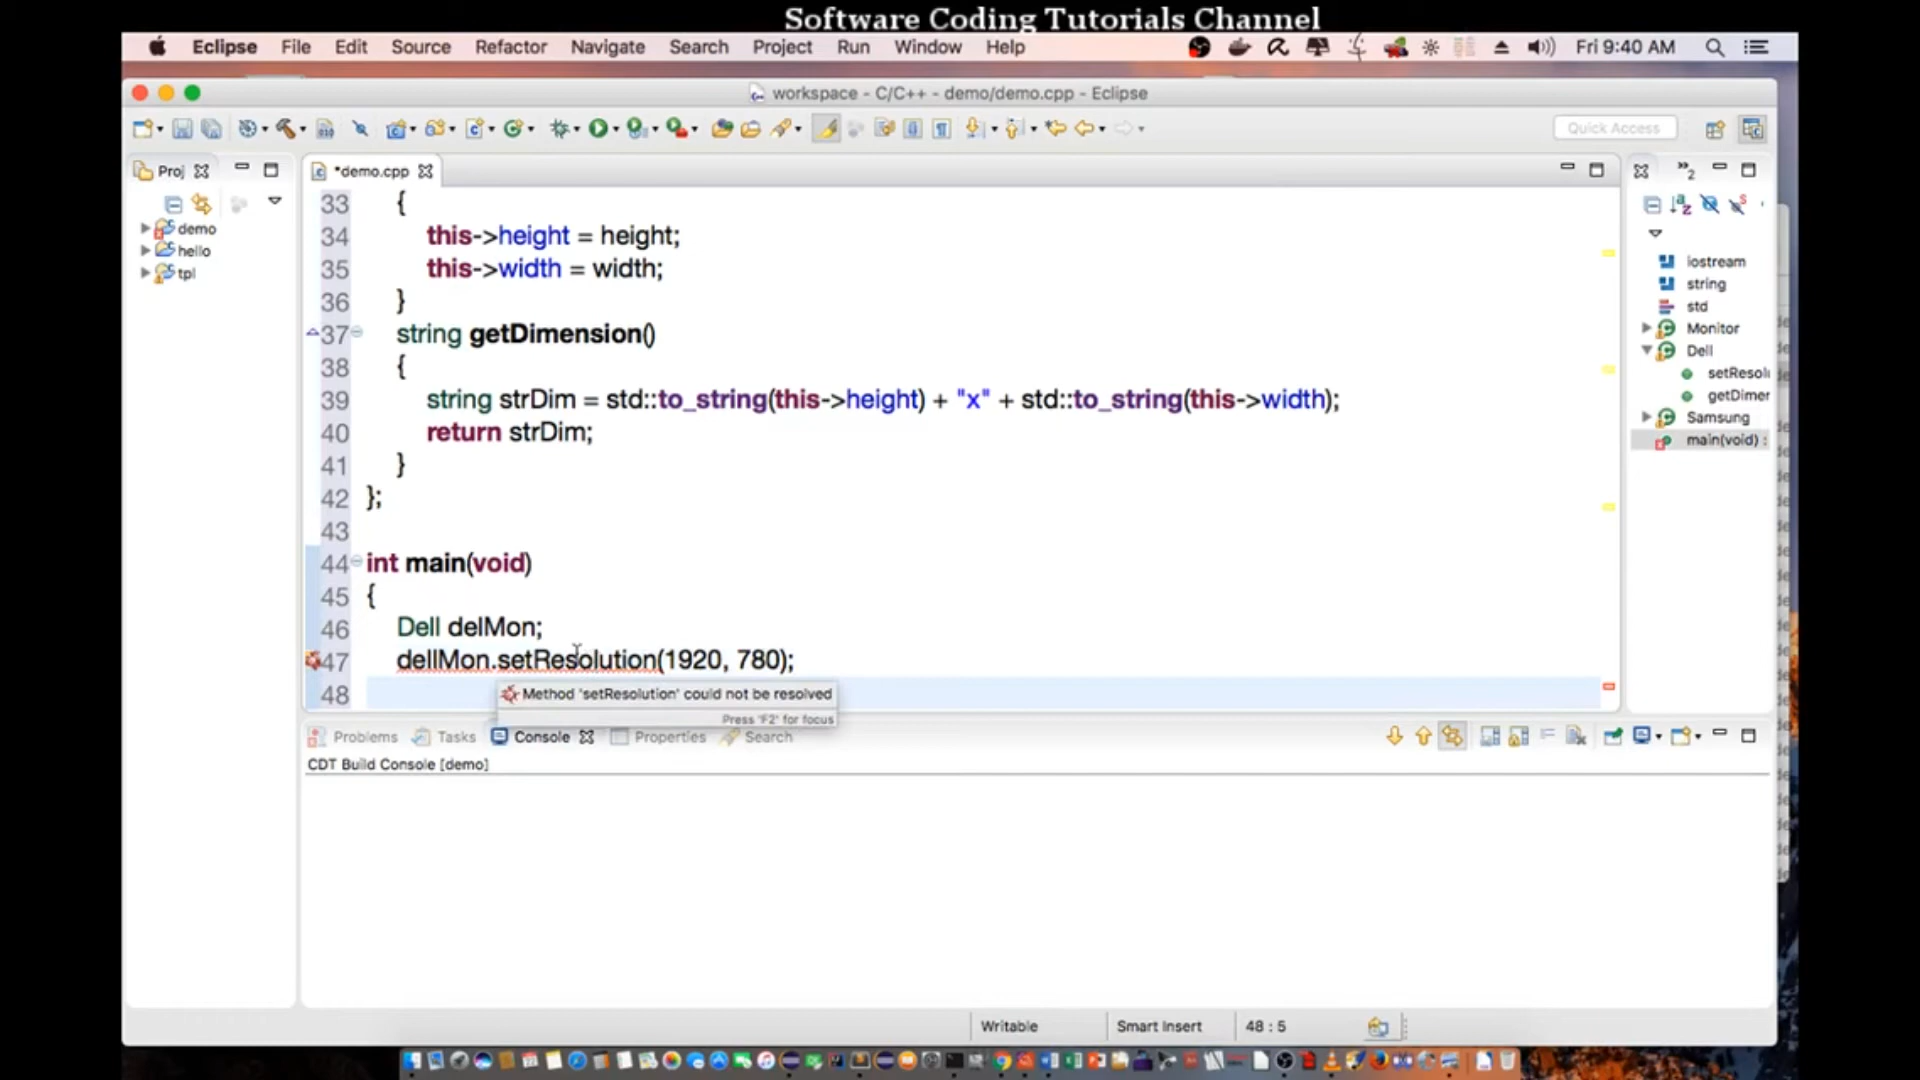 Software Coding Tutorials Channel
Eclipse File Edit Source Refactor Navigate Search Project Run Window Help Fri 9:40 AM
workspace - C/C++ - demo/demo.cpp - Eclipse
Quick Access
Proj
*demo.cpp
demo
hello
tpl
33 {
34 this->height = height;
35 this->width = width;
36 }
37 string getDimension()
38 {
39 string strDim = std::to_string(this->height) + "x" + std::to_string(this->width);
40 return strDim;
41 }
42 };
43
44 int main(void)
45 {
46 Dell delMon;
47 dellMon.setResolution(1920, 780);
48
Method 'setResolution' could not be resolved
Press 'F2' for focus
iostream
string
std
Monitor
Dell
setResol
getDimer
Samsung
main(void) :
Problems Tasks Console Properties Search
CDT Build Console [demo]
Writable Smart Insert 48 : 5